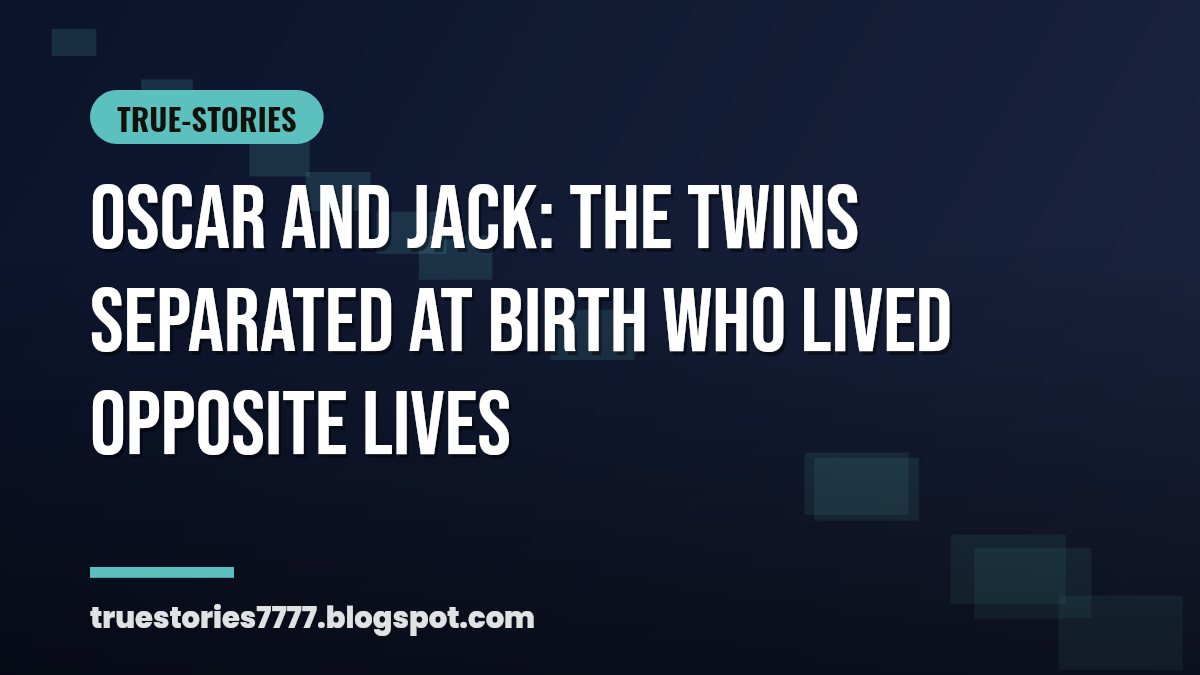 TRUE-STORIES
OSCAR AND JACK: THE TWINS
SEPARATED AT BIRTH WHO LIVED
OPPOSITE LIVES
truestories7777.blogspot.com